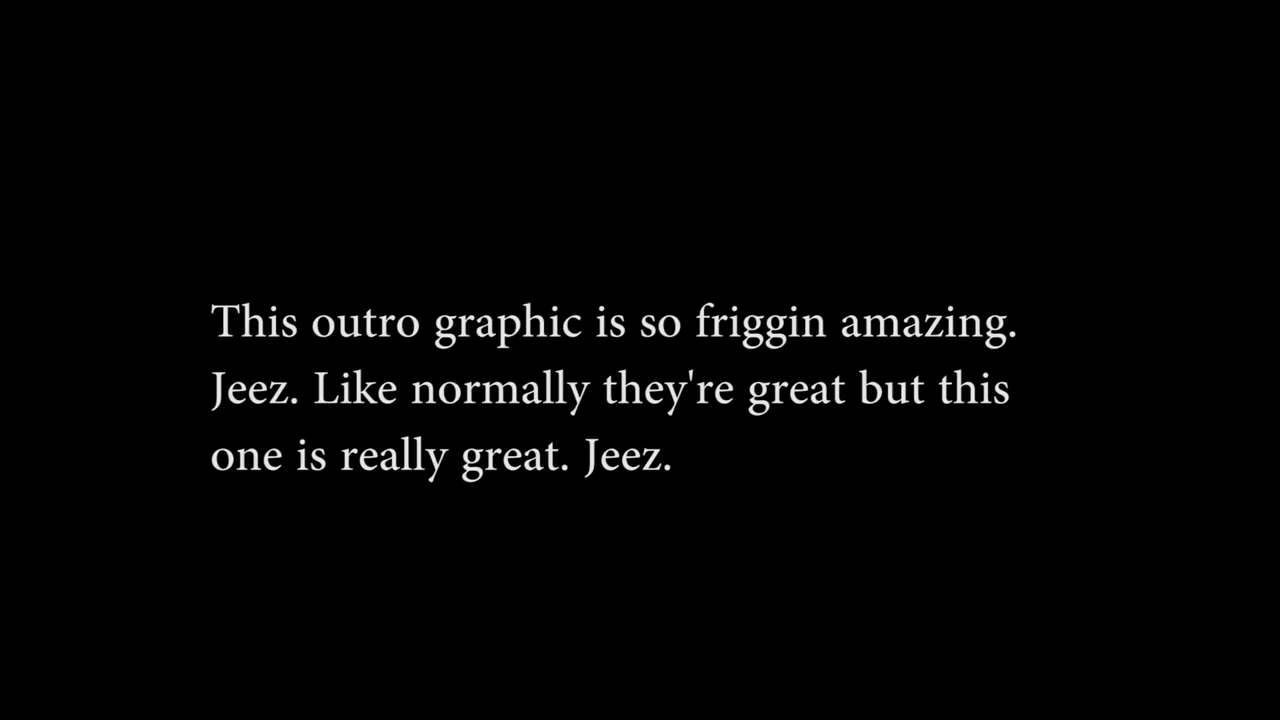 This outro graphic is so friggin amazing.
Jeez. Like normally they're great but this
one is really great. Jeez.